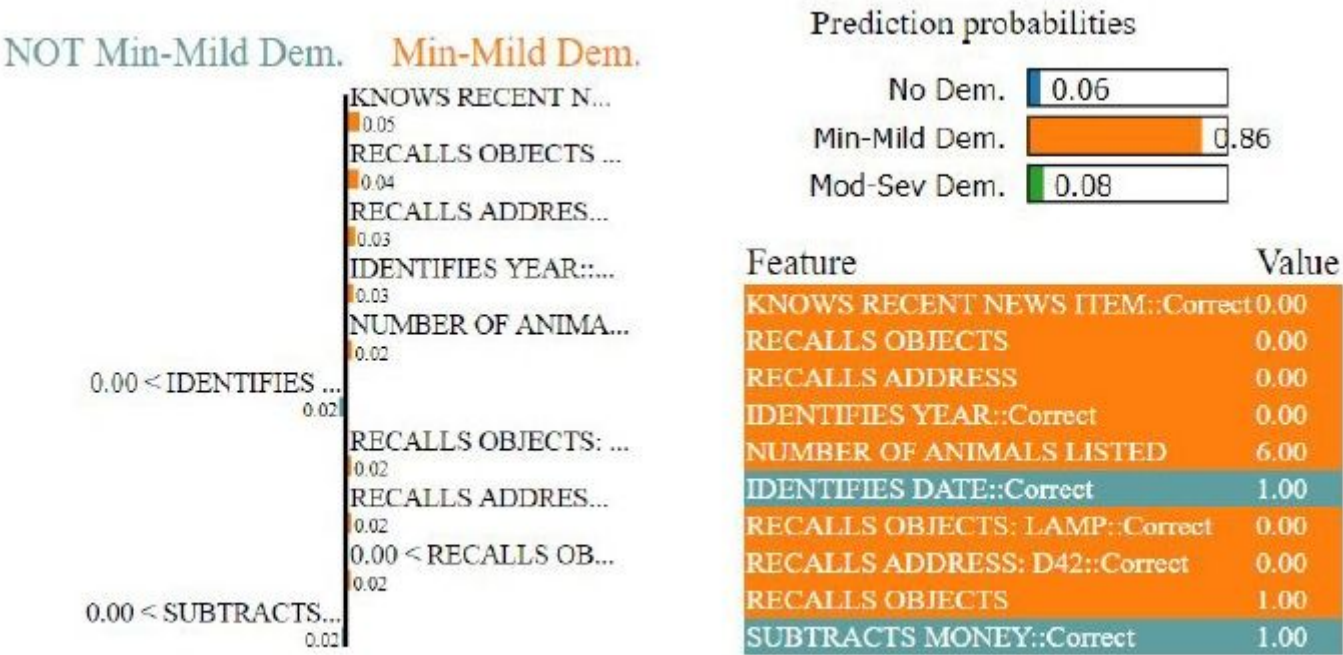 NOT Min-Mild Dem. Min-Mild Dem.
KNOWS RECENT N...
0.05
RECALLS OBJECTS ...
0.04
RECALLS ADDRES...
0.03
IDENTIFIES YEAR::...
0.03
NUMBER OF ANIMA...
0.02
0.00 < IDENTIFIES ...
0.02
RECALLS OBJECTS: ...
0.02
RECALLS ADDRES...
0.02
0.00 < RECALLS OB...
0.02
0.00 < SUBTRACTS...
0.02
Prediction probabilities
No Dem. 0.06
Min-Mild Dem. 0.86
Mod-Sev Dem. 0.08
Feature Value
KNOWS RECENT NEWS ITEM::Correct 0.00
RECALLS OBJECTS 0.00
RECALLS ADDRESS 0.00
IDENTIFIES YEAR::Correct 0.00
NUMBER OF ANIMALS LISTED 6.00
IDENTIFIES DATE::Correct 1.00
RECALLS OBJECTS: LAMP::Correct 0.00
RECALLS ADDRESS: D42::Correct 0.00
RECALLS OBJECTS 1.00
SUBTRACTS MONEY::Correct 1.00